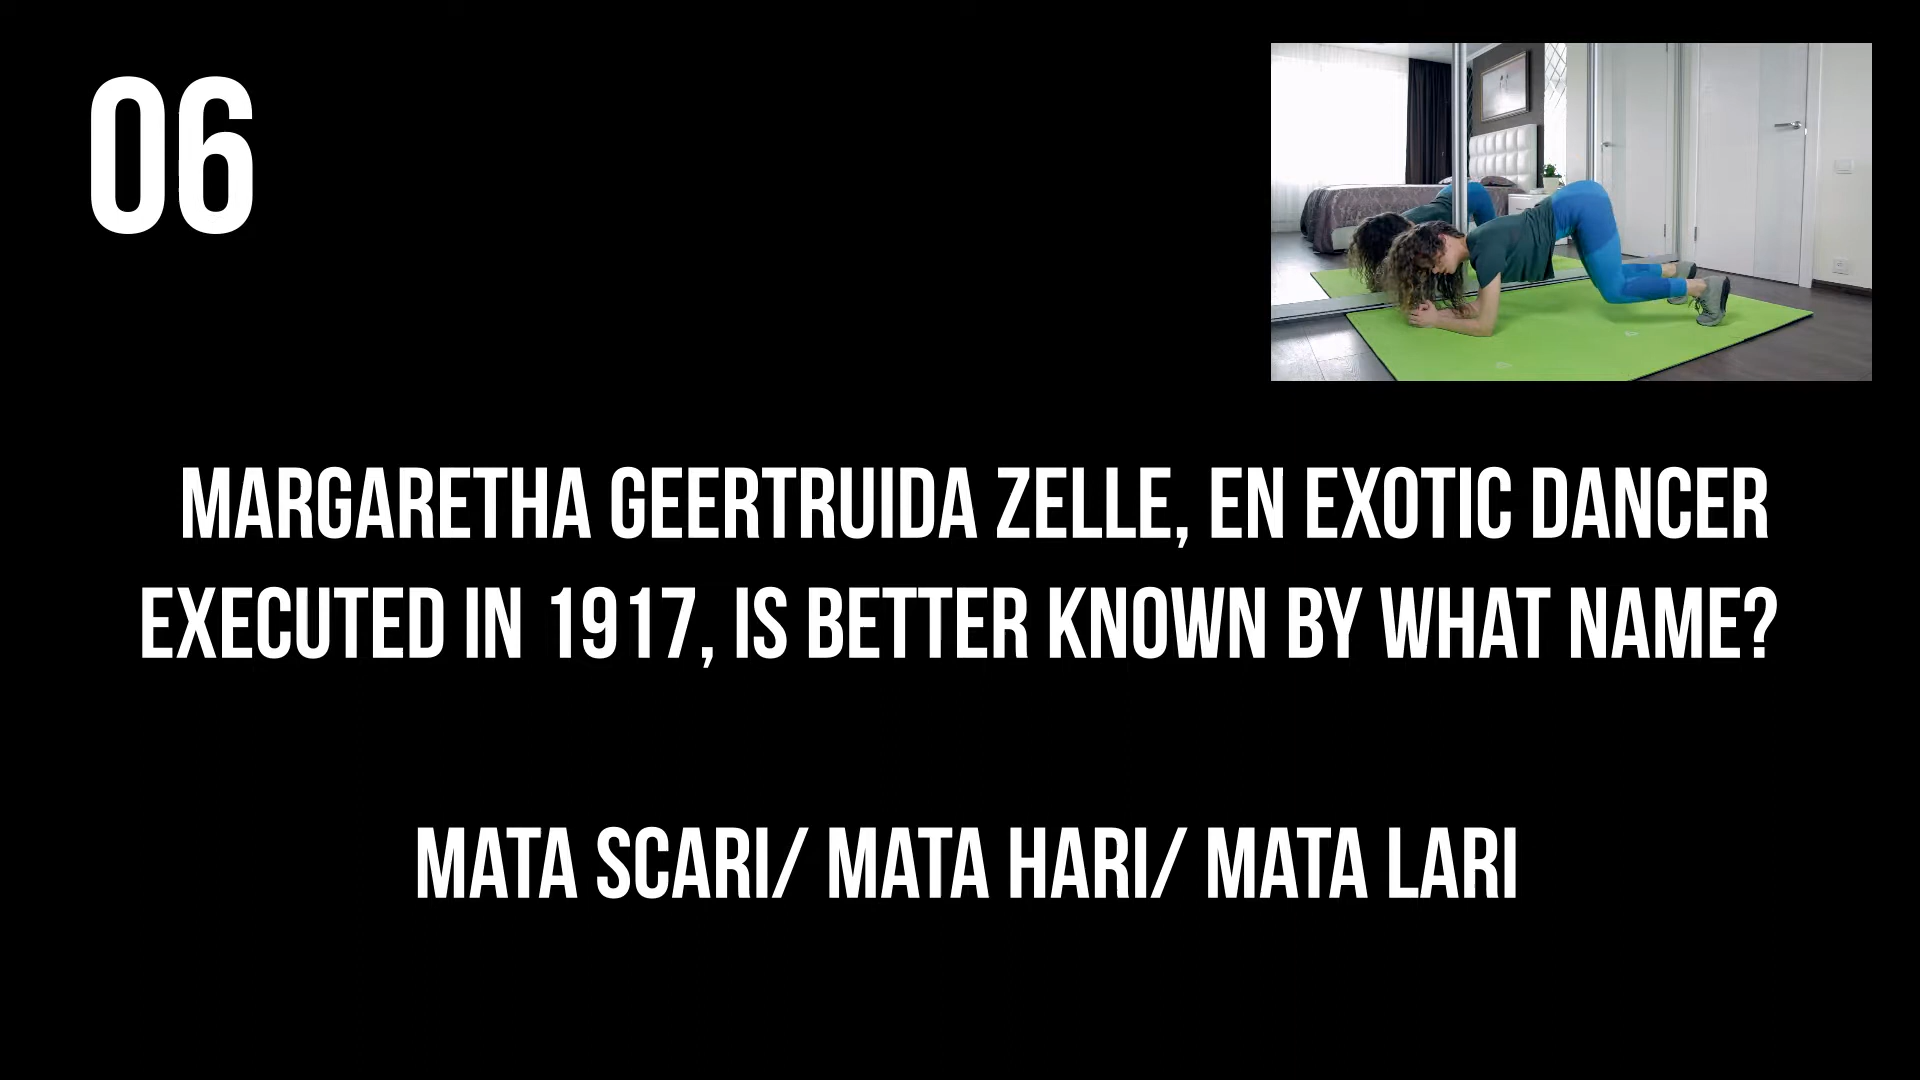 06
MARGARETHA GEERTRUIDA ZELLE, EN EXOTIC DANCER
EXECUTED IN 1917, IS BETTER KNOWN BY WHAT NAME?
MATA SCARI/ MATA HARI/ MATA LARI